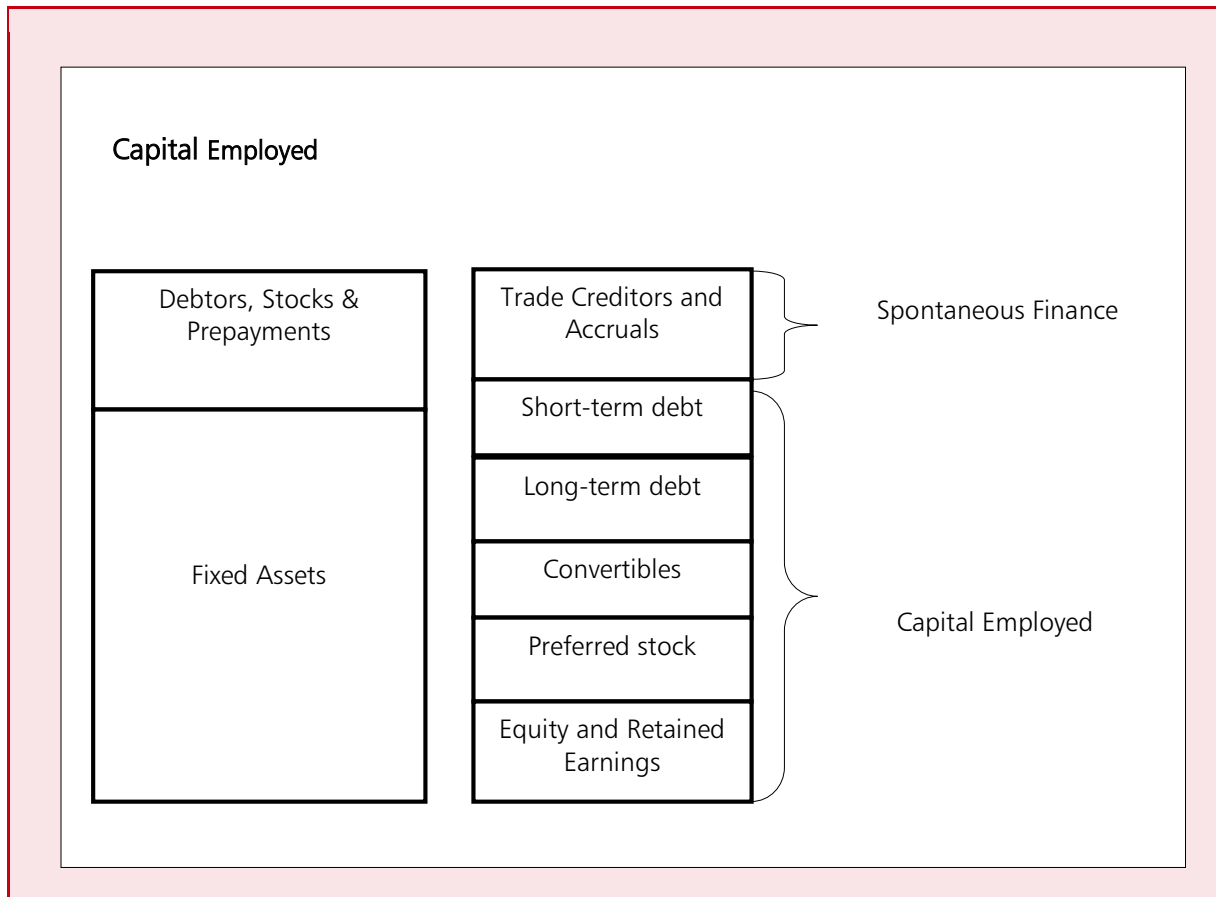 Capital Employed
Debtors, Stocks &
Prepayments
Fixed Assets
Trade Creditors and
Accruals
Short-term debt
Long-term debt
Convertibles
Preferred stock
Equity and Retained
Earnings
Spontaneous Finance
Capital Employed